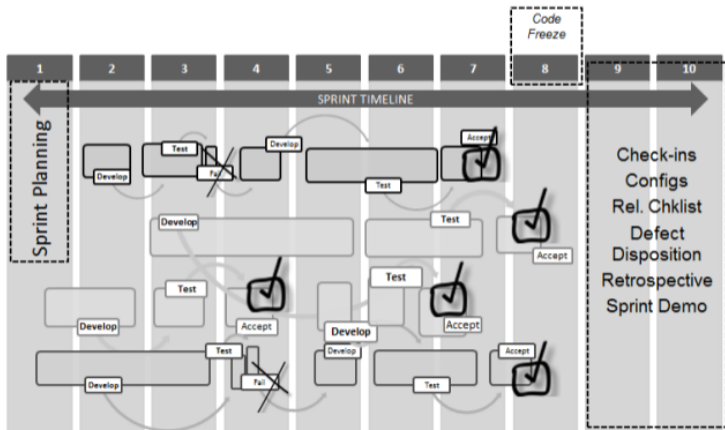 Code
Freeze
1 2 3 4 5 6 7 8 9 10
SPRINT TIMELINE
Sprint Planning
Accept
Test
Develop
Fail
Develop
Test
Develop
Test
Accept
Test
Test
Develop
Accept
Develop
Accept
Test
Develop
Accept
Fail
Develop
Test
Check-ins
Configs
Rel. Chklist
Defect
Disposition
Retrospective
Sprint Demo